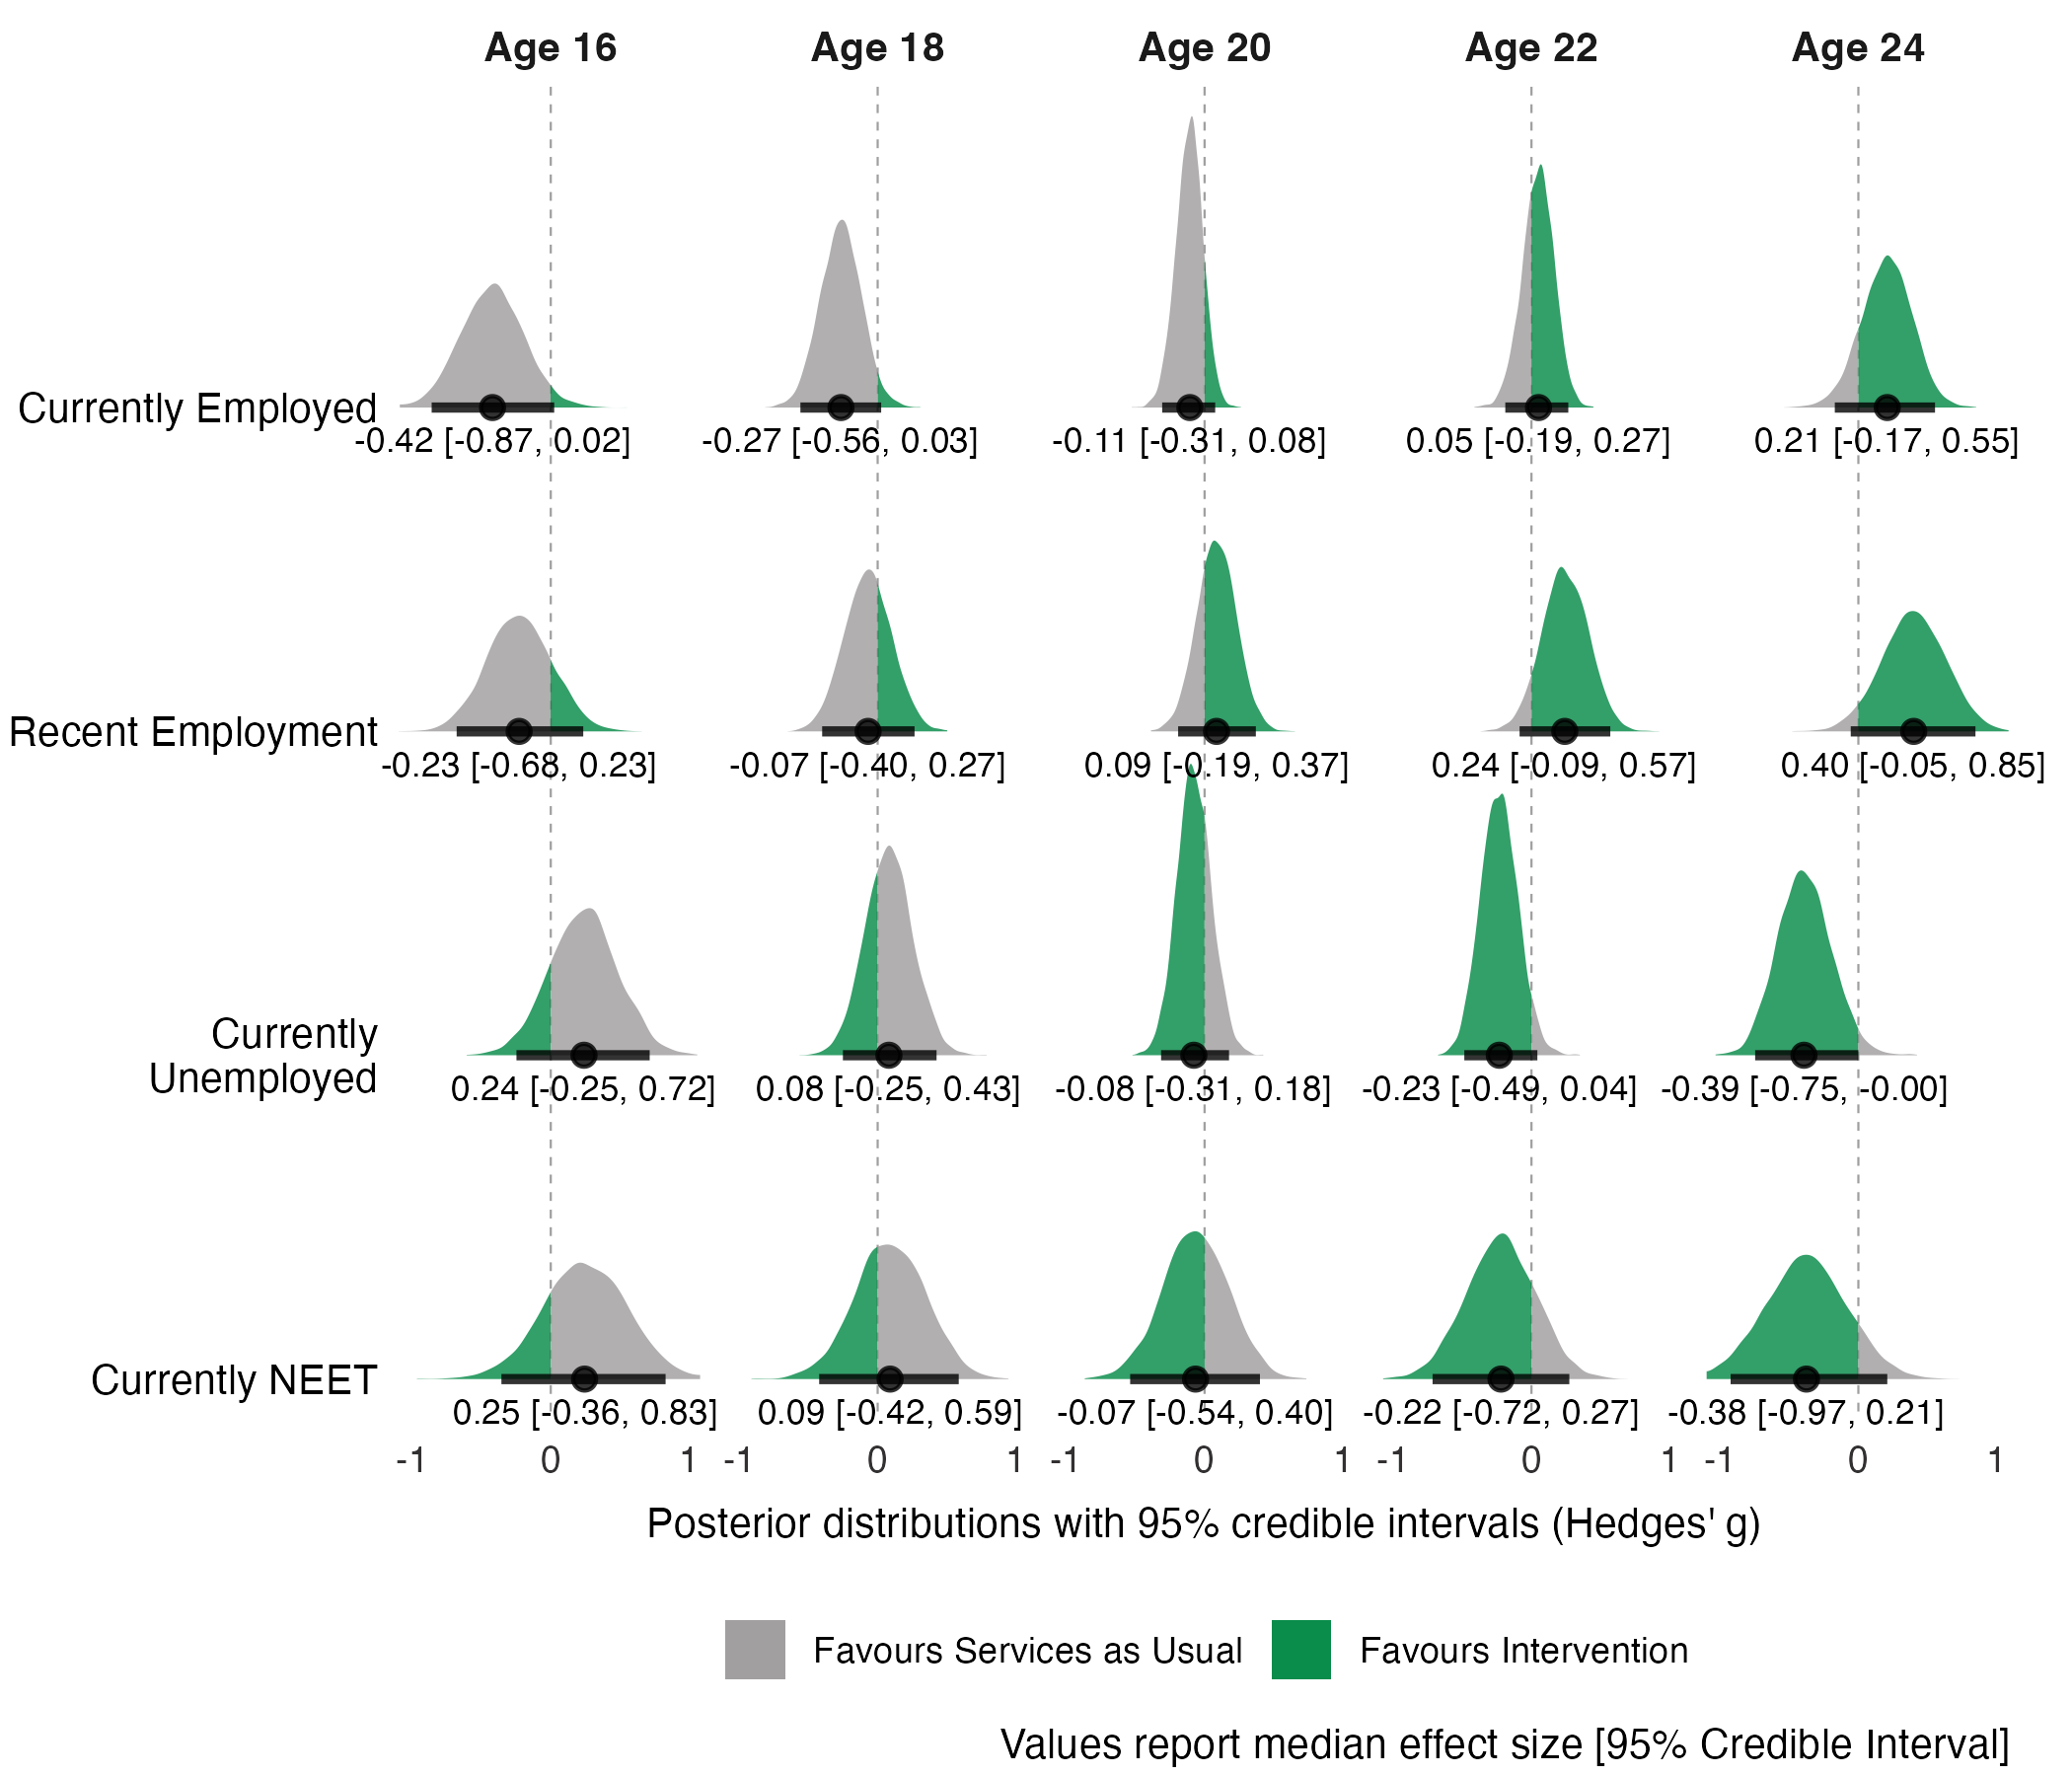 Age 16 Age 18 Age 20 Age 22 Age 24
Currently Employed
-0.42 [-0.87, 0.02] -0.27 [-0.56, 0.03] -0.11 [-0.31, 0.08] 0.05 [-0.19, 0.27] 0.21 [-0.17, 0.55]
Recent Employment
-0.23 [-0.68, 0.23] -0.07 [-0.40, 0.27] 0.09 [-0.19, 0.37] 0.24 [-0.09, 0.57] 0.40 [-0.05, 0.85]
Currently
Unemployed
0.24 [-0.25, 0.72] 0.08 [-0.25, 0.43] -0.08 [-0.31, 0.18] -0.23 [-0.49, 0.04] -0.39 [-0.75, -0.00]
Currently NEET
0.25 [-0.36, 0.83] 0.09 [-0.42, 0.59] -0.07 [-0.54, 0.40] -0.22 [-0.72, 0.27] -0.38 [-0.97, 0.21]
-1 0 1 -1 0 1 -1 0 1 -1 0 1 -1 0 1
Posterior distributions with 95% credible intervals (Hedges' g)
Favours Services as Usual Favours Intervention
Values report median effect size [95% Credible Interval]